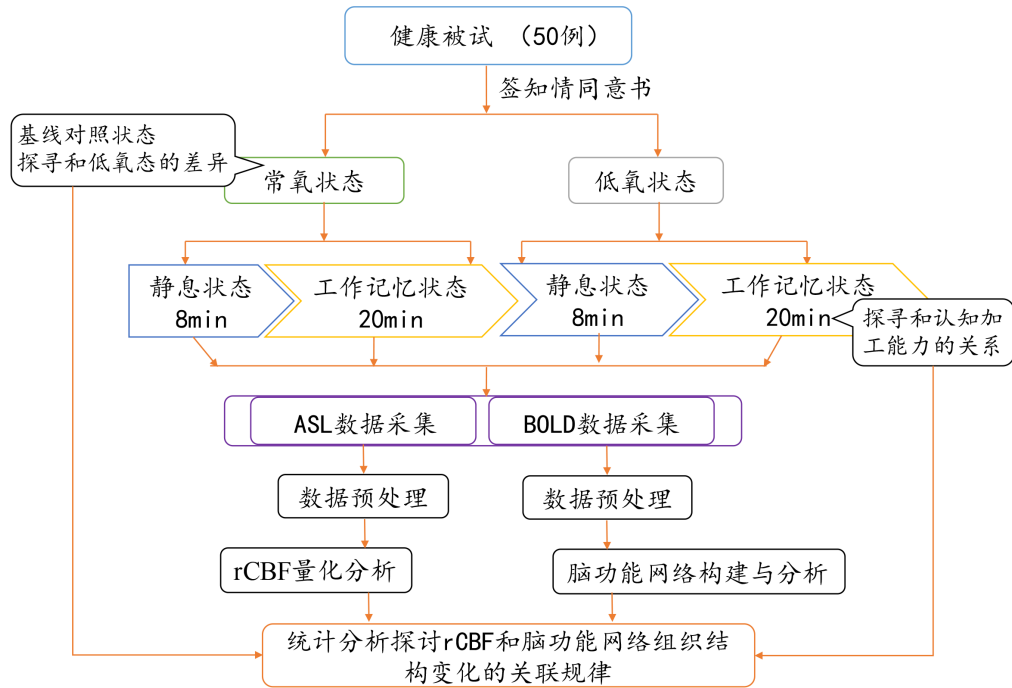 健康被试 （50例）
签知情同意书
基线对照状态
探寻和低氧态的差异
常氧状态
低氧状态
静息状态
8min
工作记忆状态
20min
静息状态
8min
工作记忆状态
20min
探寻和认知加
工能力的关系
ASL数据采集
BOLD数据采集
数据预处理
数据预处理
rCBF量化分析
脑功能网络构建与分析
统计分析探讨rCBF和脑功能网络组织结
构变化的关联规律